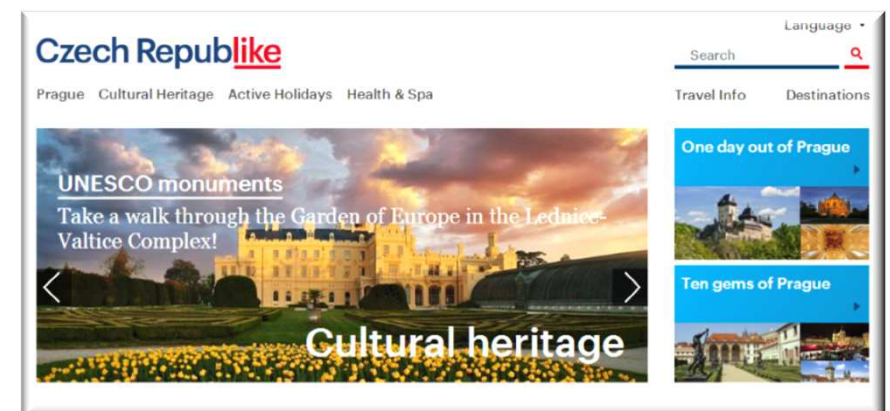 Language
Czech Republike
Search
Prague Cultural Heritage Active Holidays Health & Spa
Travel Info Destinations
UNESCO monuments
Take a walk through the Garden of Europe in the Lednice-
Valtice Complex!
Cultural heritage
One day out of Prague
Ten gems of Prague